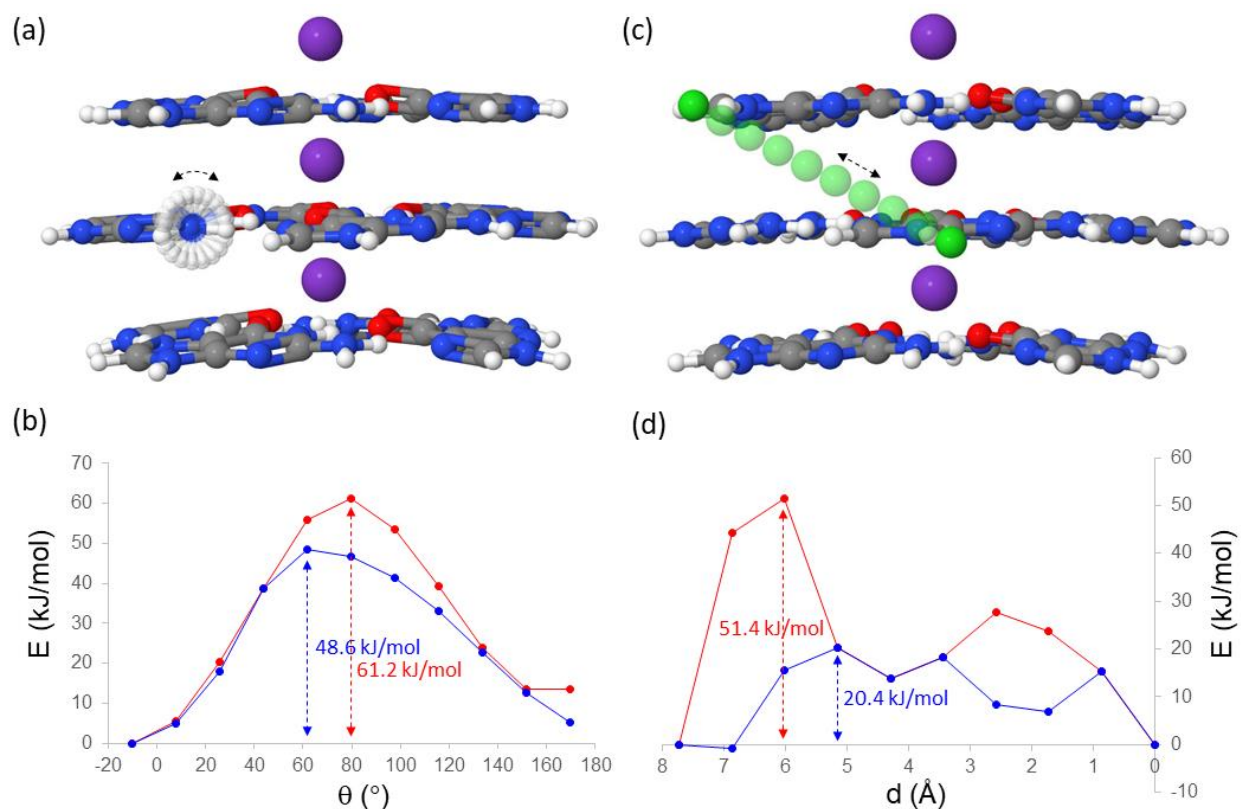 (a)
(c)
(b)
(d)
E (kJ/mol)
70
60
50
40
30
20
10
0
48.6 kJ/mol
61.2 kJ/mol
-20 0 20 40 60 80 100 120 140 160 180
θ (°)
60
50
40
30
20
10
0
-10
E (kJ/mol)
51.4 kJ/mol
20.4 kJ/mol
8 7 6 5 4 3 2 1 0
d (Å)